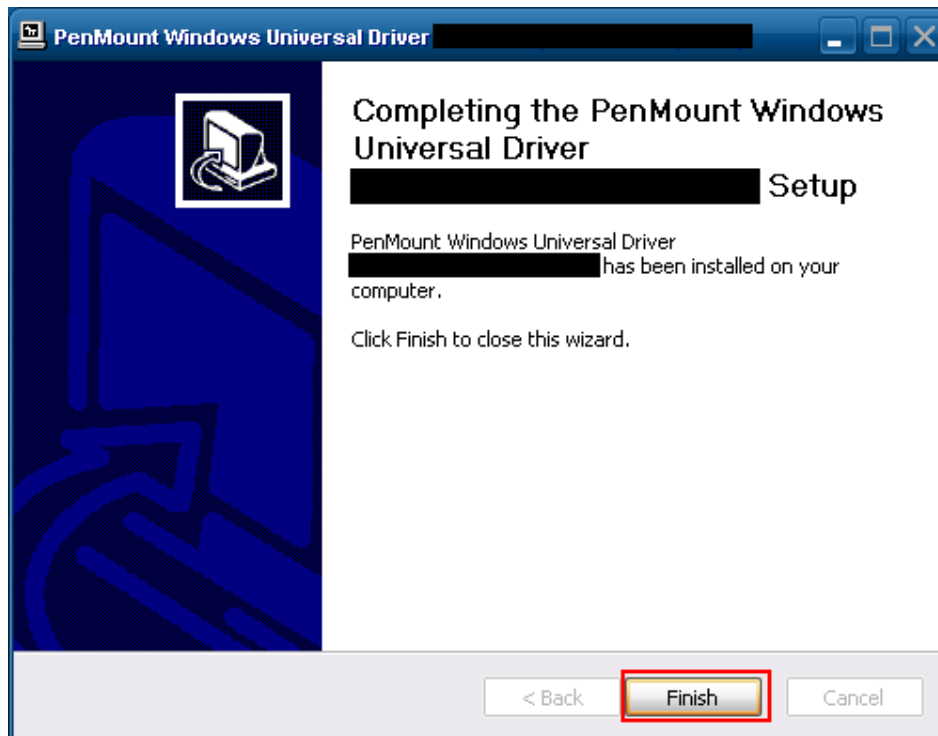 PenMount Windows Universal Driver
Completing the PenMount Windows
Universal Driver
Setup
PenMount Windows Universal Driver
has been installed on your
computer.
Click Finish to close this wizard.
< Back
Finish
Cancel